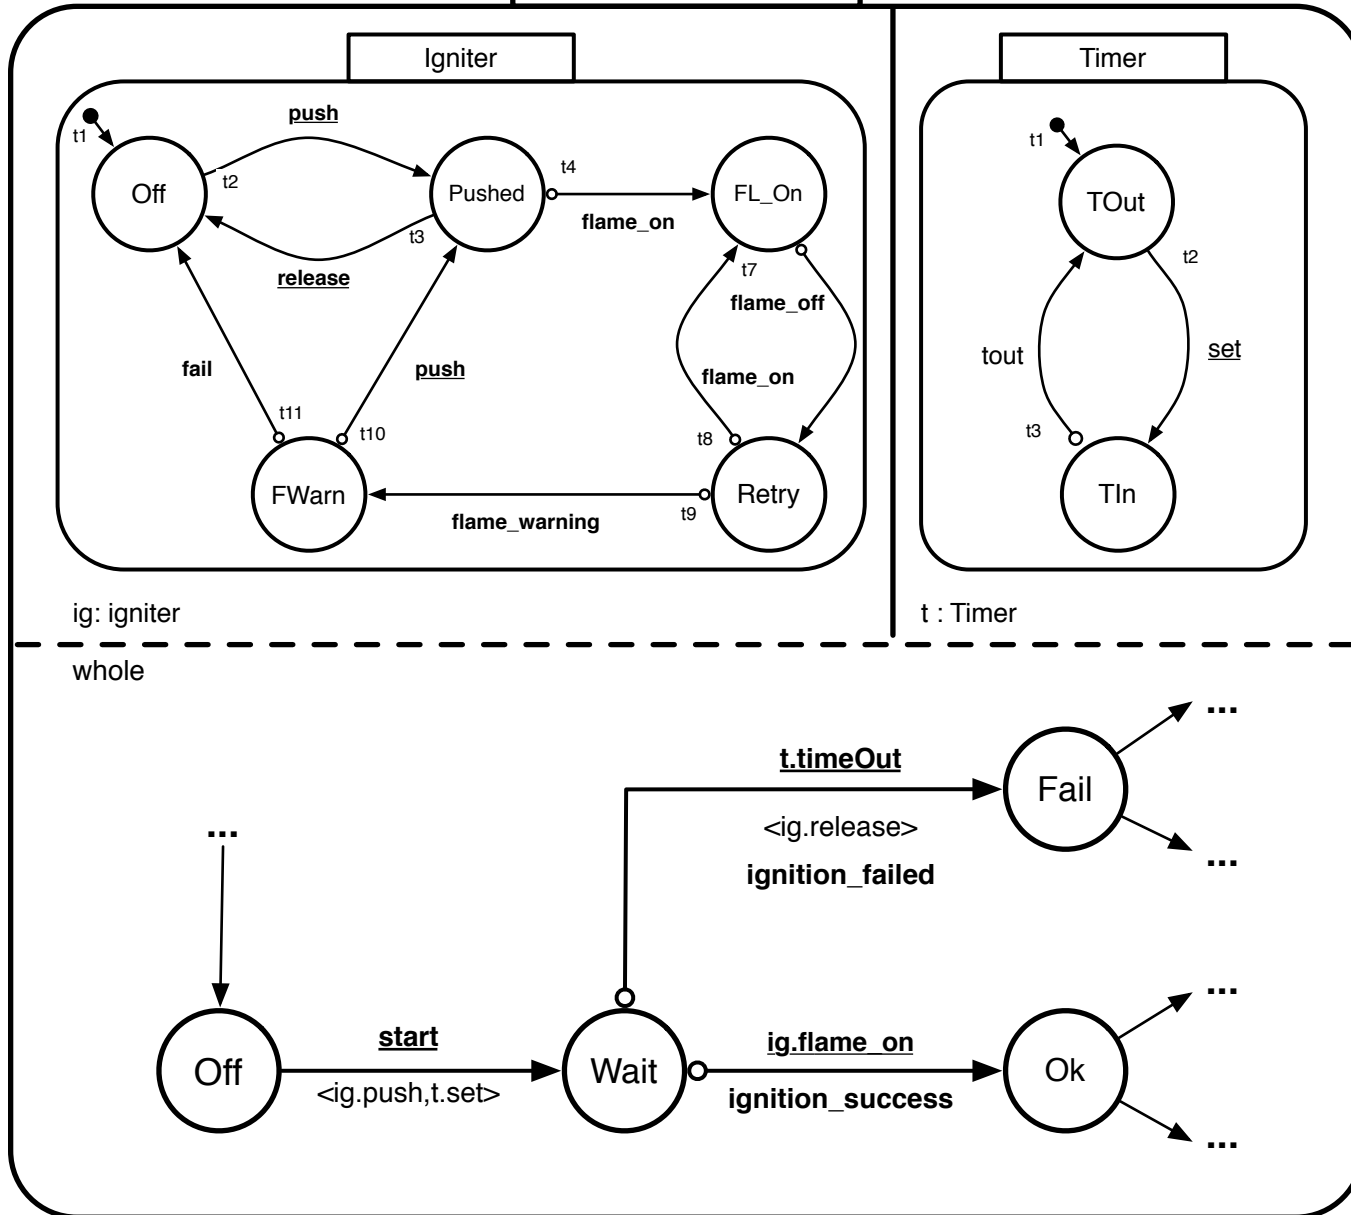 Igniter
Timer
t1
push
t2
Off
Pushed
t4
flame_on
FL_On
t3
release
t7
flame_off
fail
push
flame_on
t11
t10
t8
FWarn
flame_warning
t9
Retry
t1
TOut
t2
tout
set
t3
TIn
ig: igniter
t : Timer
whole
...
Off
start
<ig.push,t.set>
Wait
t.timeOut
<ig.release>
ignition_failed
Fail
...
...
ig.flame_on
ignition_success
Ok
...
...